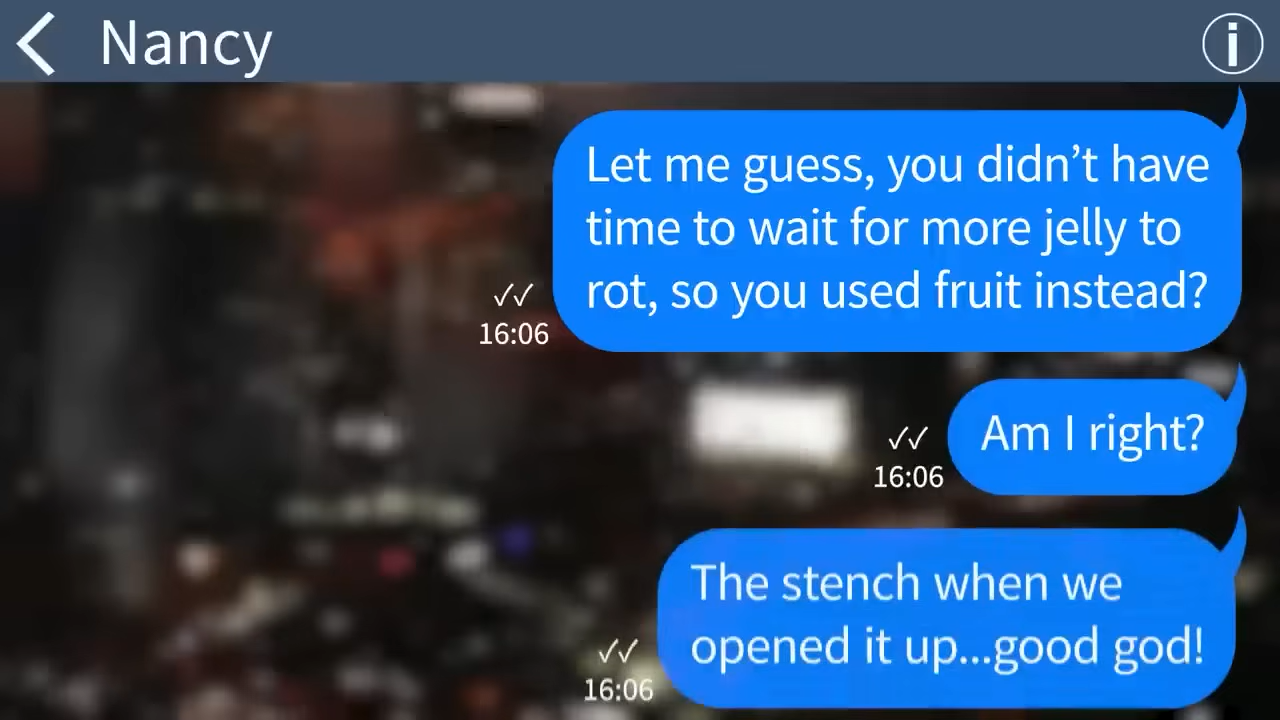 Nancy
Let me guess, you didn’t have
time to wait for more jelly to
rot, so you used fruit instead?
✓✓
16:06
Am I right?
✓✓
16:06
The stench when we
opened it up...good god!
✓✓
16:06